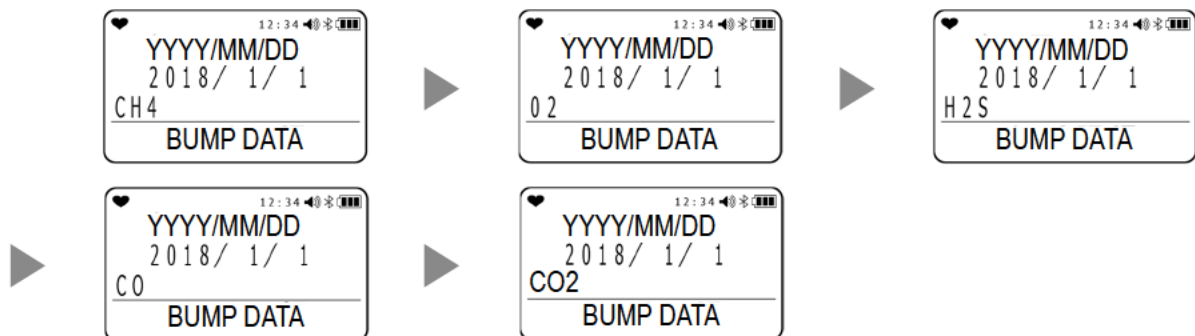 12:34
YYYY/MM/DD
2018/ 1/ 1
CH4
BUMP DATA
12:34
YYYY/MM/DD
2018/ 1/ 1
O2
BUMP DATA
12:34
YYYY/MM/DD
2018/ 1/ 1
H2S
BUMP DATA
12:34
YYYY/MM/DD
2018/ 1/ 1
CO
BUMP DATA
12:34
YYYY/MM/DD
2018/ 1/ 1
CO2
BUMP DATA